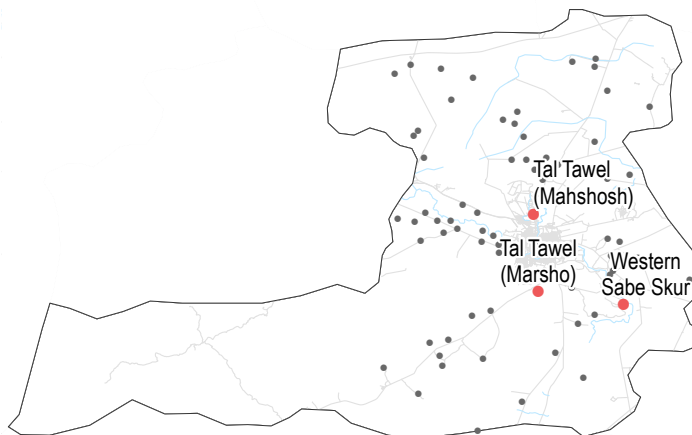 Tal Tawel
(Mahshosh)
Tal Tawel
(Marsho)
Western
Sabe Skur